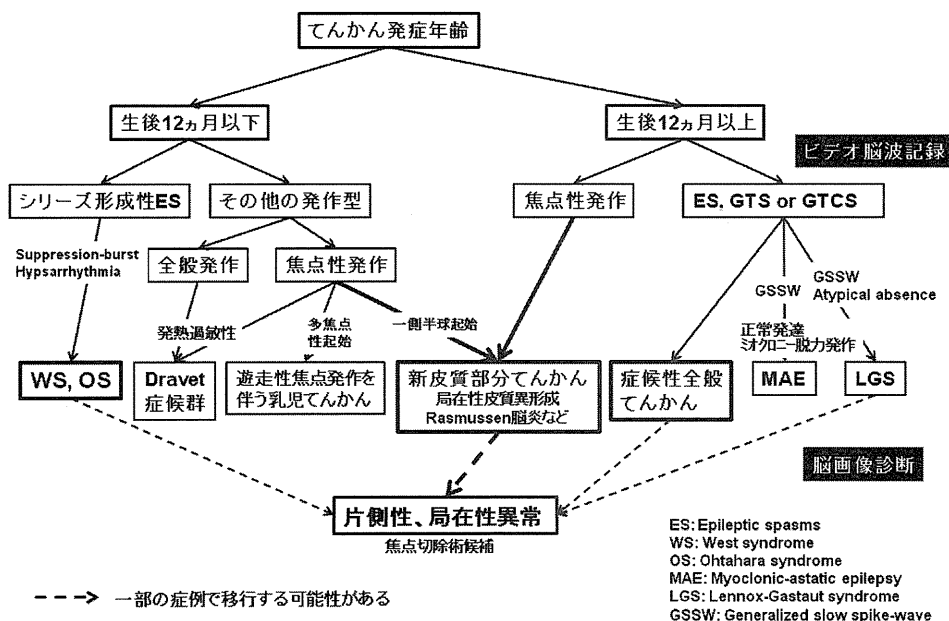 てんかん発症年齢
生後12ヵ月以下
生後12ヵ月以上
ビデオ脳波記録
シリーズ形成性ES
その他の発作型
焦点性発作
ES, GTS or GTCS
Suppression-burst
Hypsarrhythmia
全般発作
焦点性発作
GSSW
GSSW
Atypical absence
発熱過敏性
多焦点
性起始
一側半球起始
正常発達
ミオクロニー脱力発作
WS, OS
Dravet
症候群
遊走性焦点発作を
伴う乳児てんかん
新皮質部分てんかん
局在性皮質異形成
Rasmussen脳炎など
症候性全般
てんかん
MAE
LGS
脳画像診断
片側性、局在性異常
焦点切除術候補
ES: Epileptic spasms
WS: West syndrome
OS: Ohtahara syndrome
MAE: Myoclonic-astatic epilepsy
LGS: Lennox-Gastaut syndrome
GSSW: Generalized slow spike-wave
一部の症例で移行する可能性がある